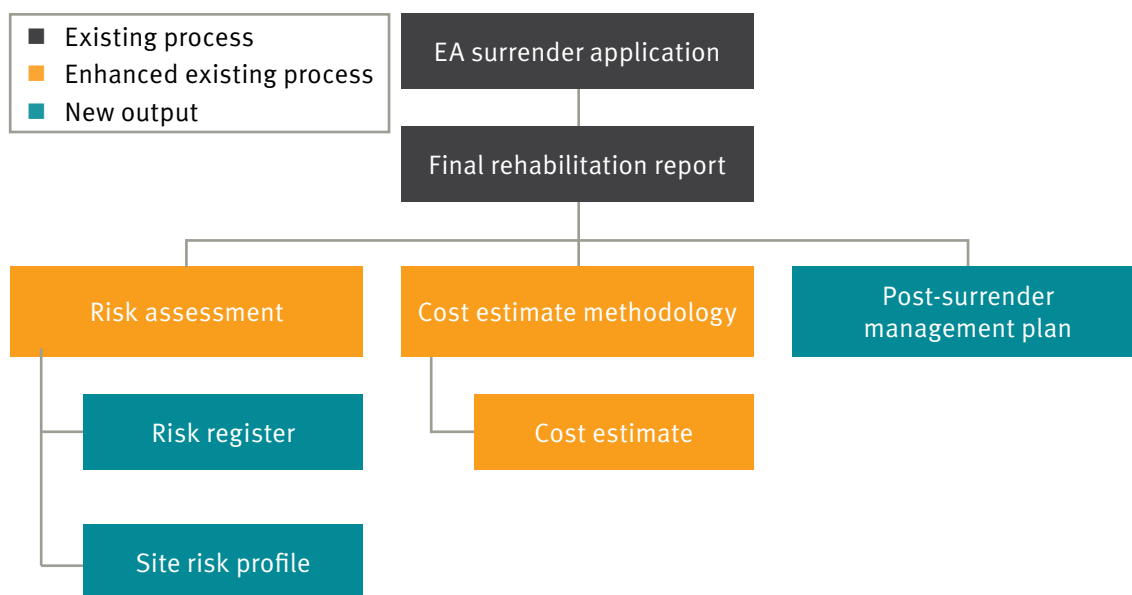 Existing process
Enhanced existing process
New output
EA surrender application
Final rehabilitation report
Risk assessment
Cost estimate methodology
Post-surrender
management plan
Risk register
Cost estimate
Site risk profile